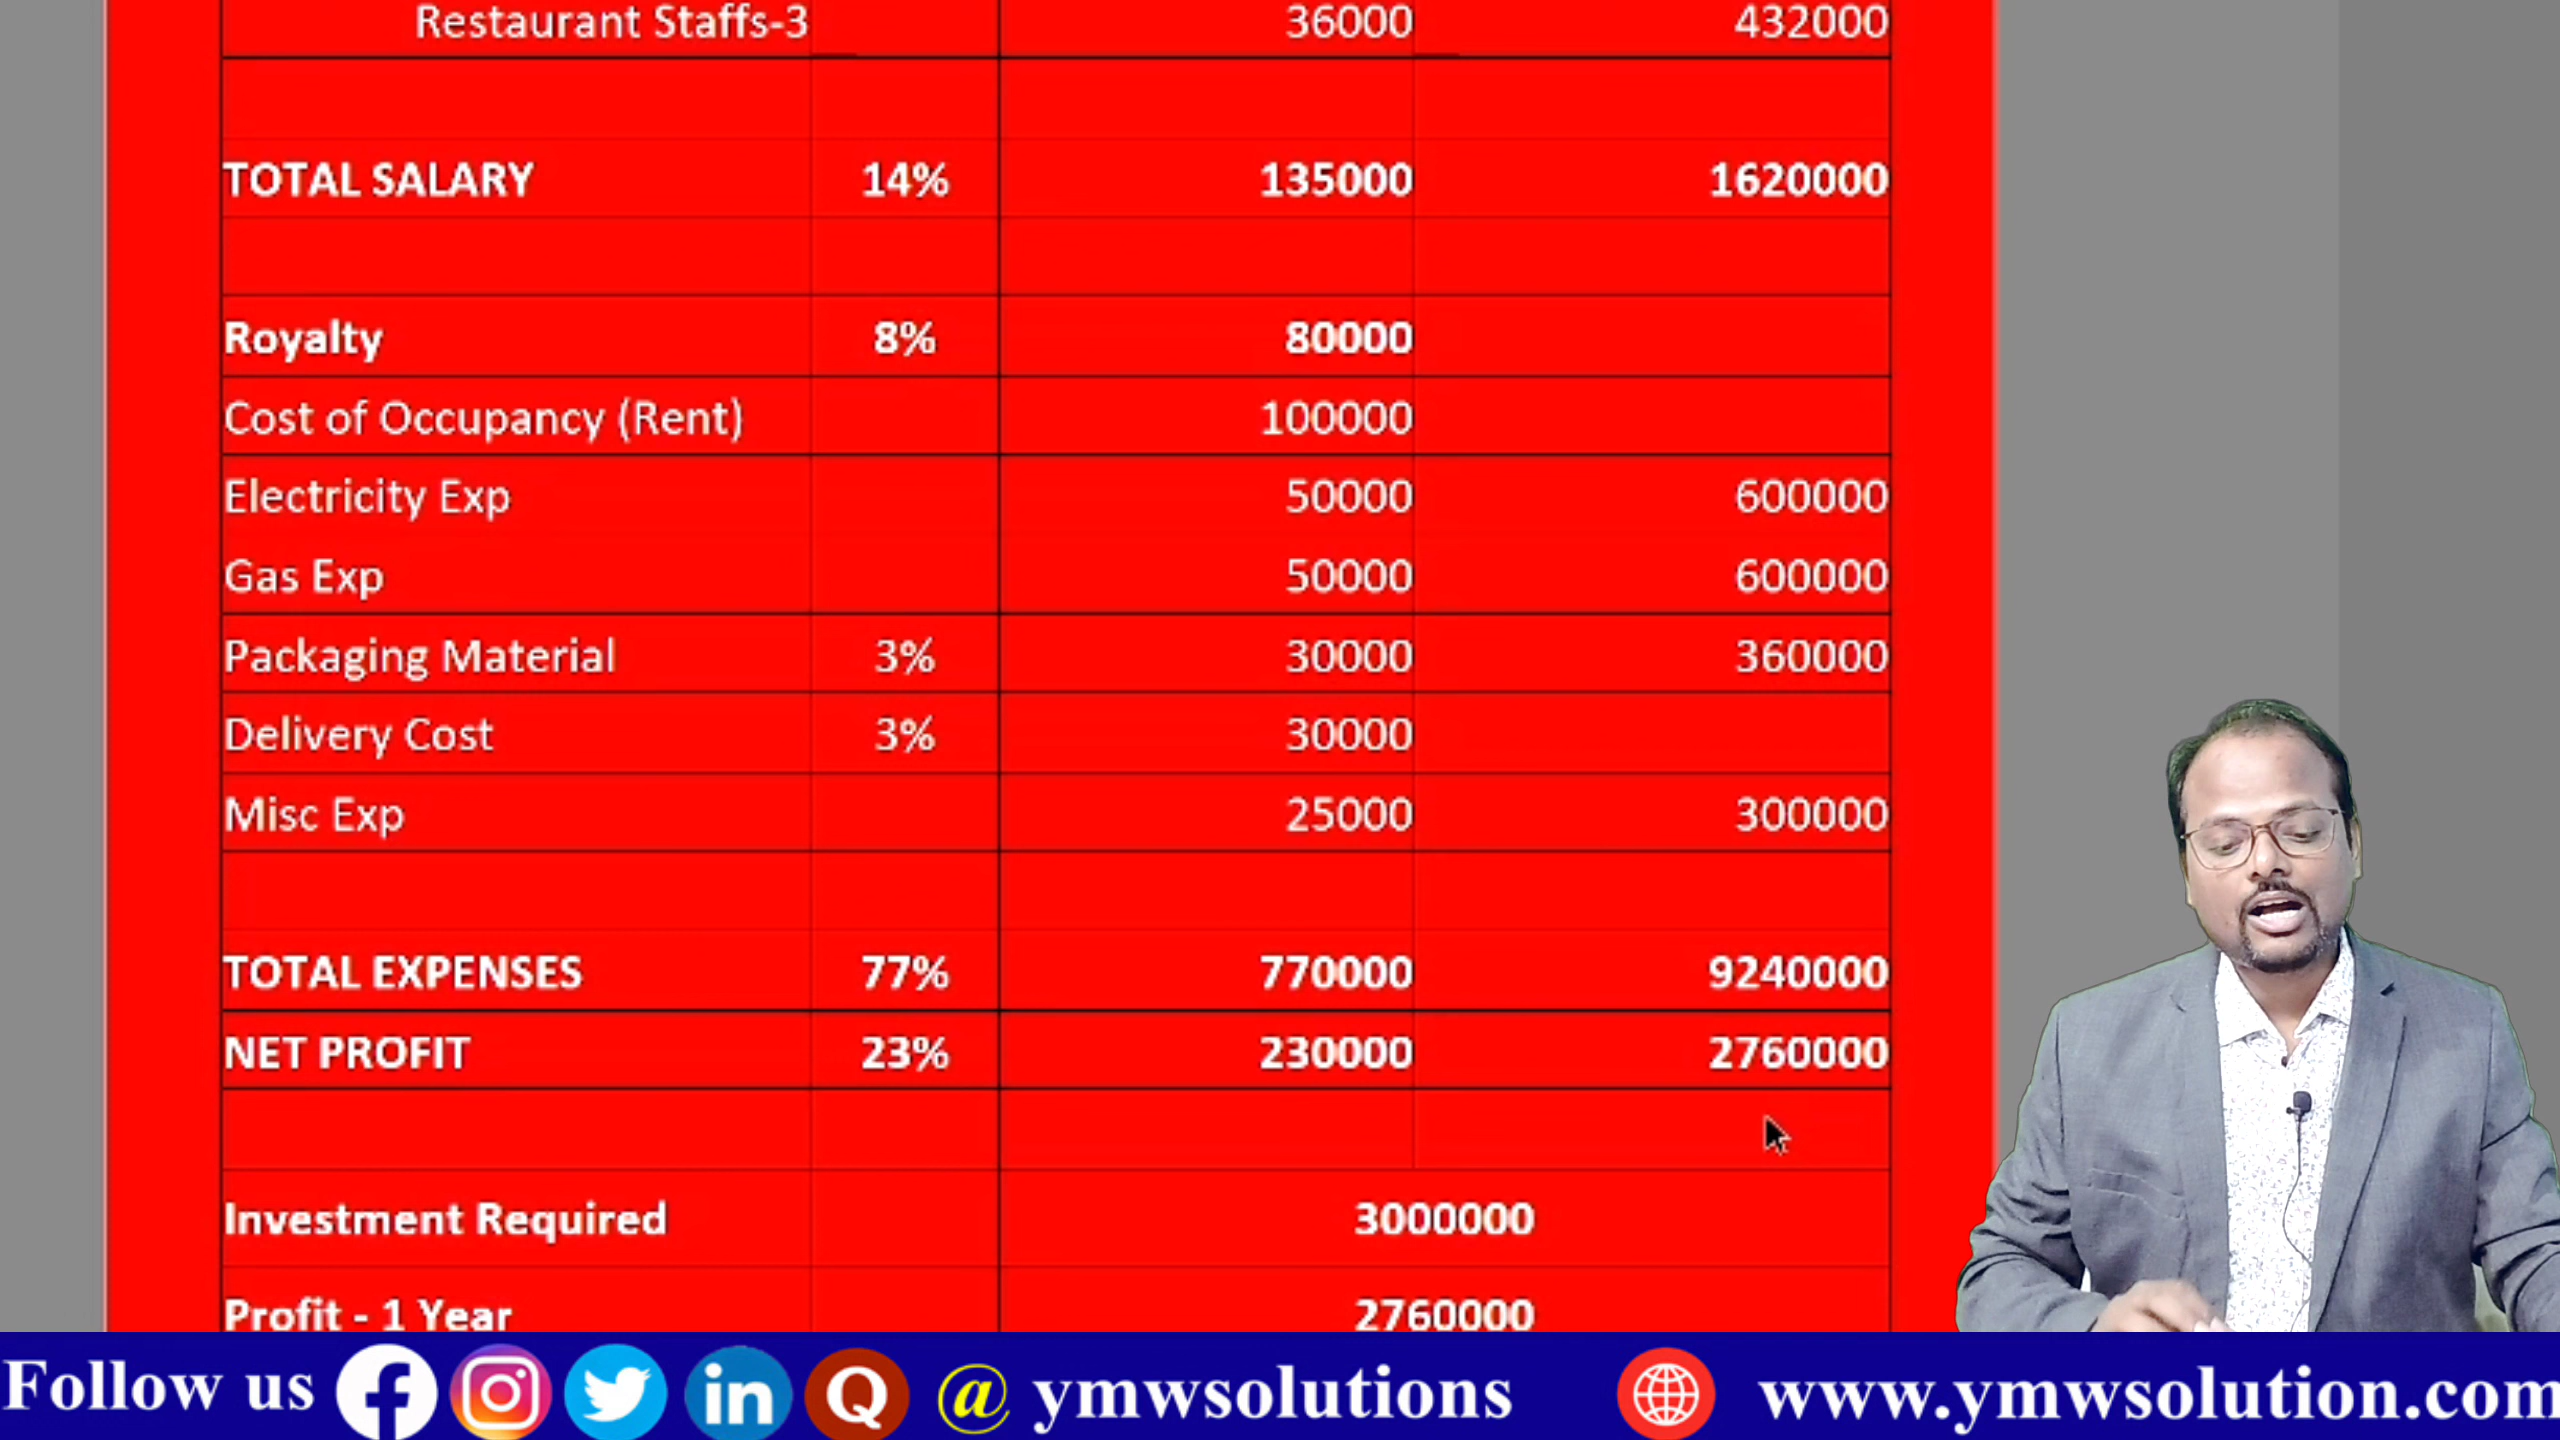 Restaurant Staffs-3 36000 432000
TOTAL SALARY 14% 135000 1620000
Royalty 8% 80000
Cost of Occupancy (Rent) 100000
Electricity Exp 50000 600000
Gas Exp 50000 600000
Packaging Material 3% 30000 360000
Delivery Cost 3% 30000
Misc Exp 25000 300000
TOTAL EXPENSES 77% 770000 9240000
NET PROFIT 23% 230000 2760000
Investment Required 3000000
Profit - 1 Year 2760000
Follow us @ ymwsolutions www.ymwsolution.com